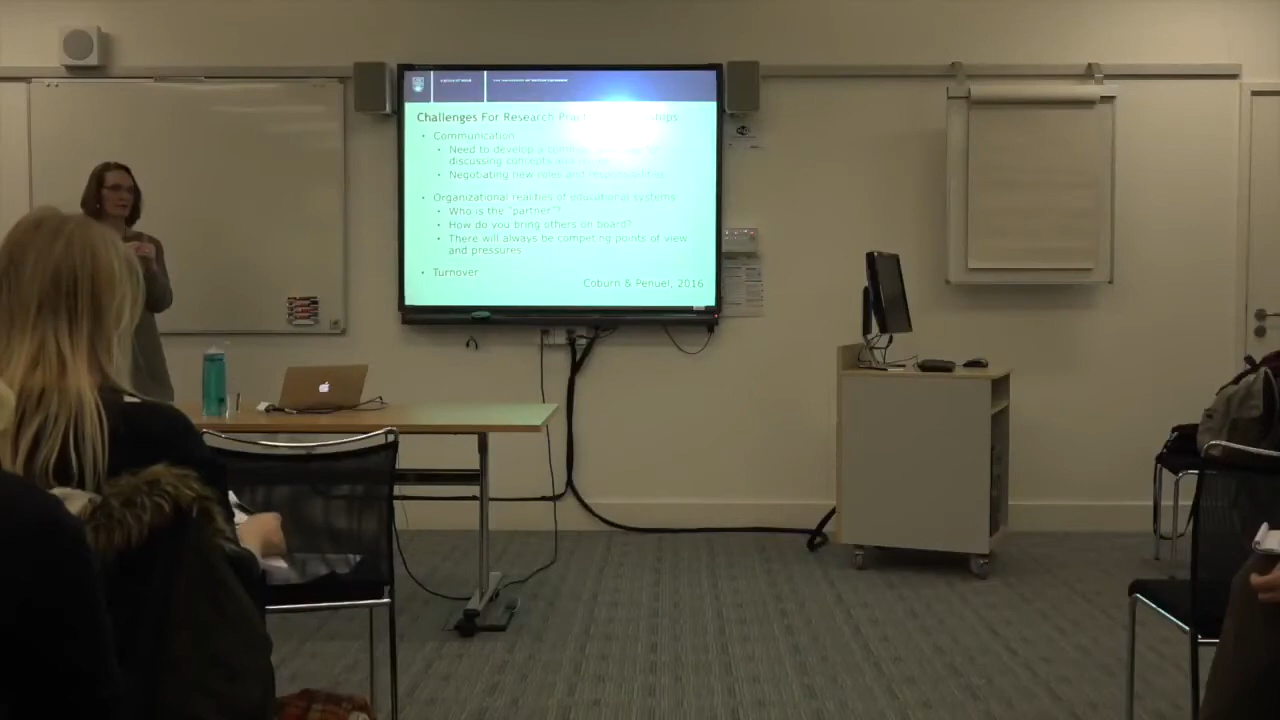 Challenges For Research
• Communication
• Need to develop a
discussing concepts
• Negotiating new roles and responsibilities
• Organizational realities of educational systems
• Who is the "partner"?
• How do you bring others on board?
• There will always be competing points of view
and pressures
• Turnover
Coburn & Penuel, 2016